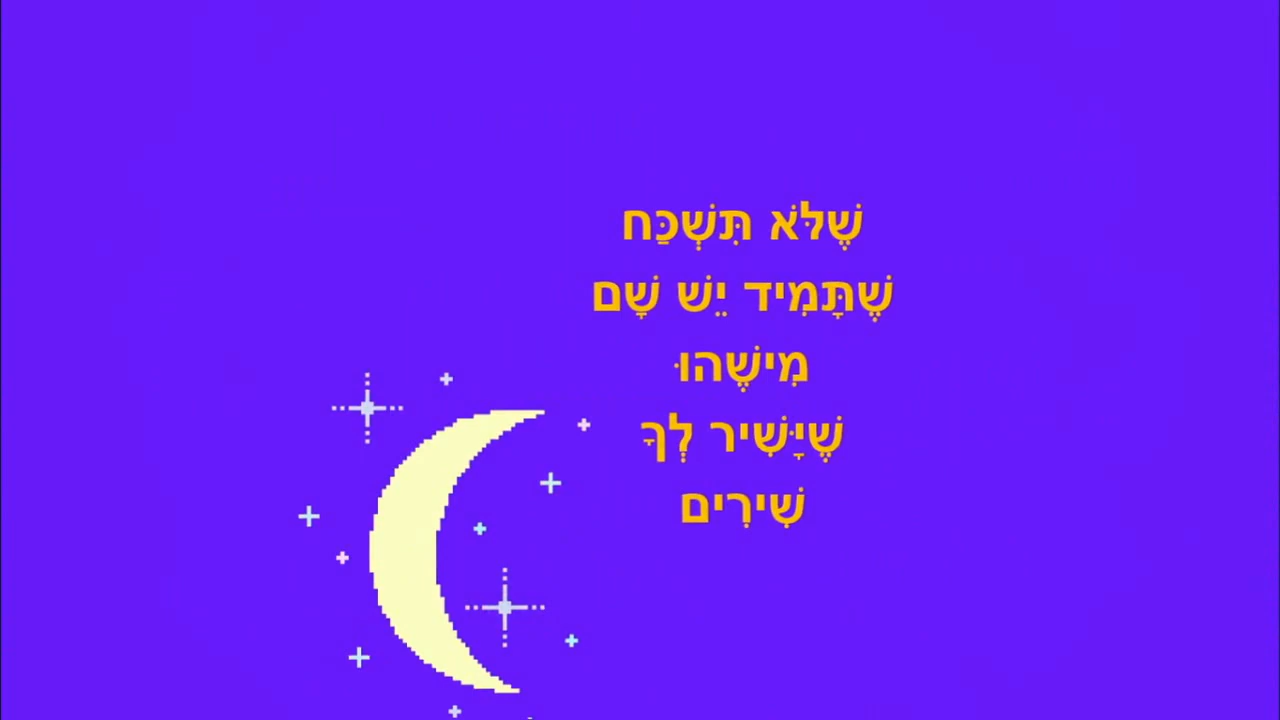 שֶׁלֹּא תִּשְׁכַּח
שֶׁתָּמִיד יֵשׁ שָׁם
מִישֶׁהוּ
שֶׁיָּשִׁיר לְךָ
שִׁירִים